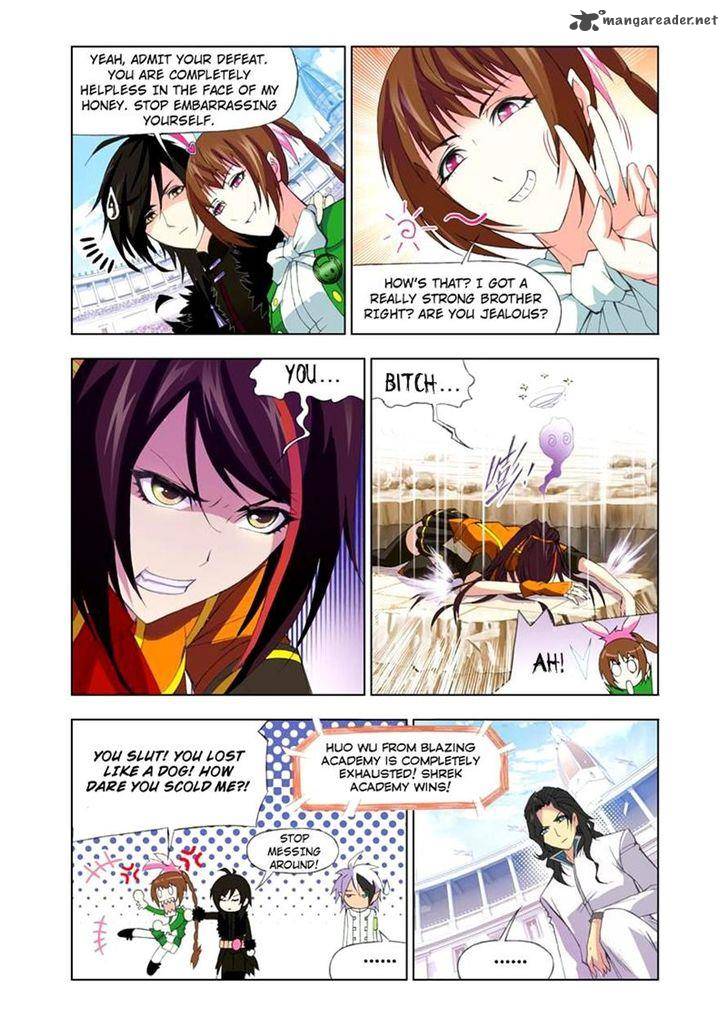 mangareader.net
YEAH, ADMIT YOUR DEFEAT.
YOU ARE COMPLETELY
HELPLESS IN THE FACE OF MY
HONEY. STOP EMBARRASSING
YOURSELF.
HOW'S THAT? I GOT A
REALLY STRONG BROTHER
RIGHT? ARE YOU JEALOUS?
YOU...
BITCH...
AH!
YOU SLUT! YOU LOST
LIKE A DOG! HOW
DARE YOU SCOLD ME?!
HUO WU FROM BLAZING
ACADEMY IS COMPLETELY
EXHAUSTED! SHREK
ACADEMY WINS!
STOP
MESSING
AROUND!
......
......